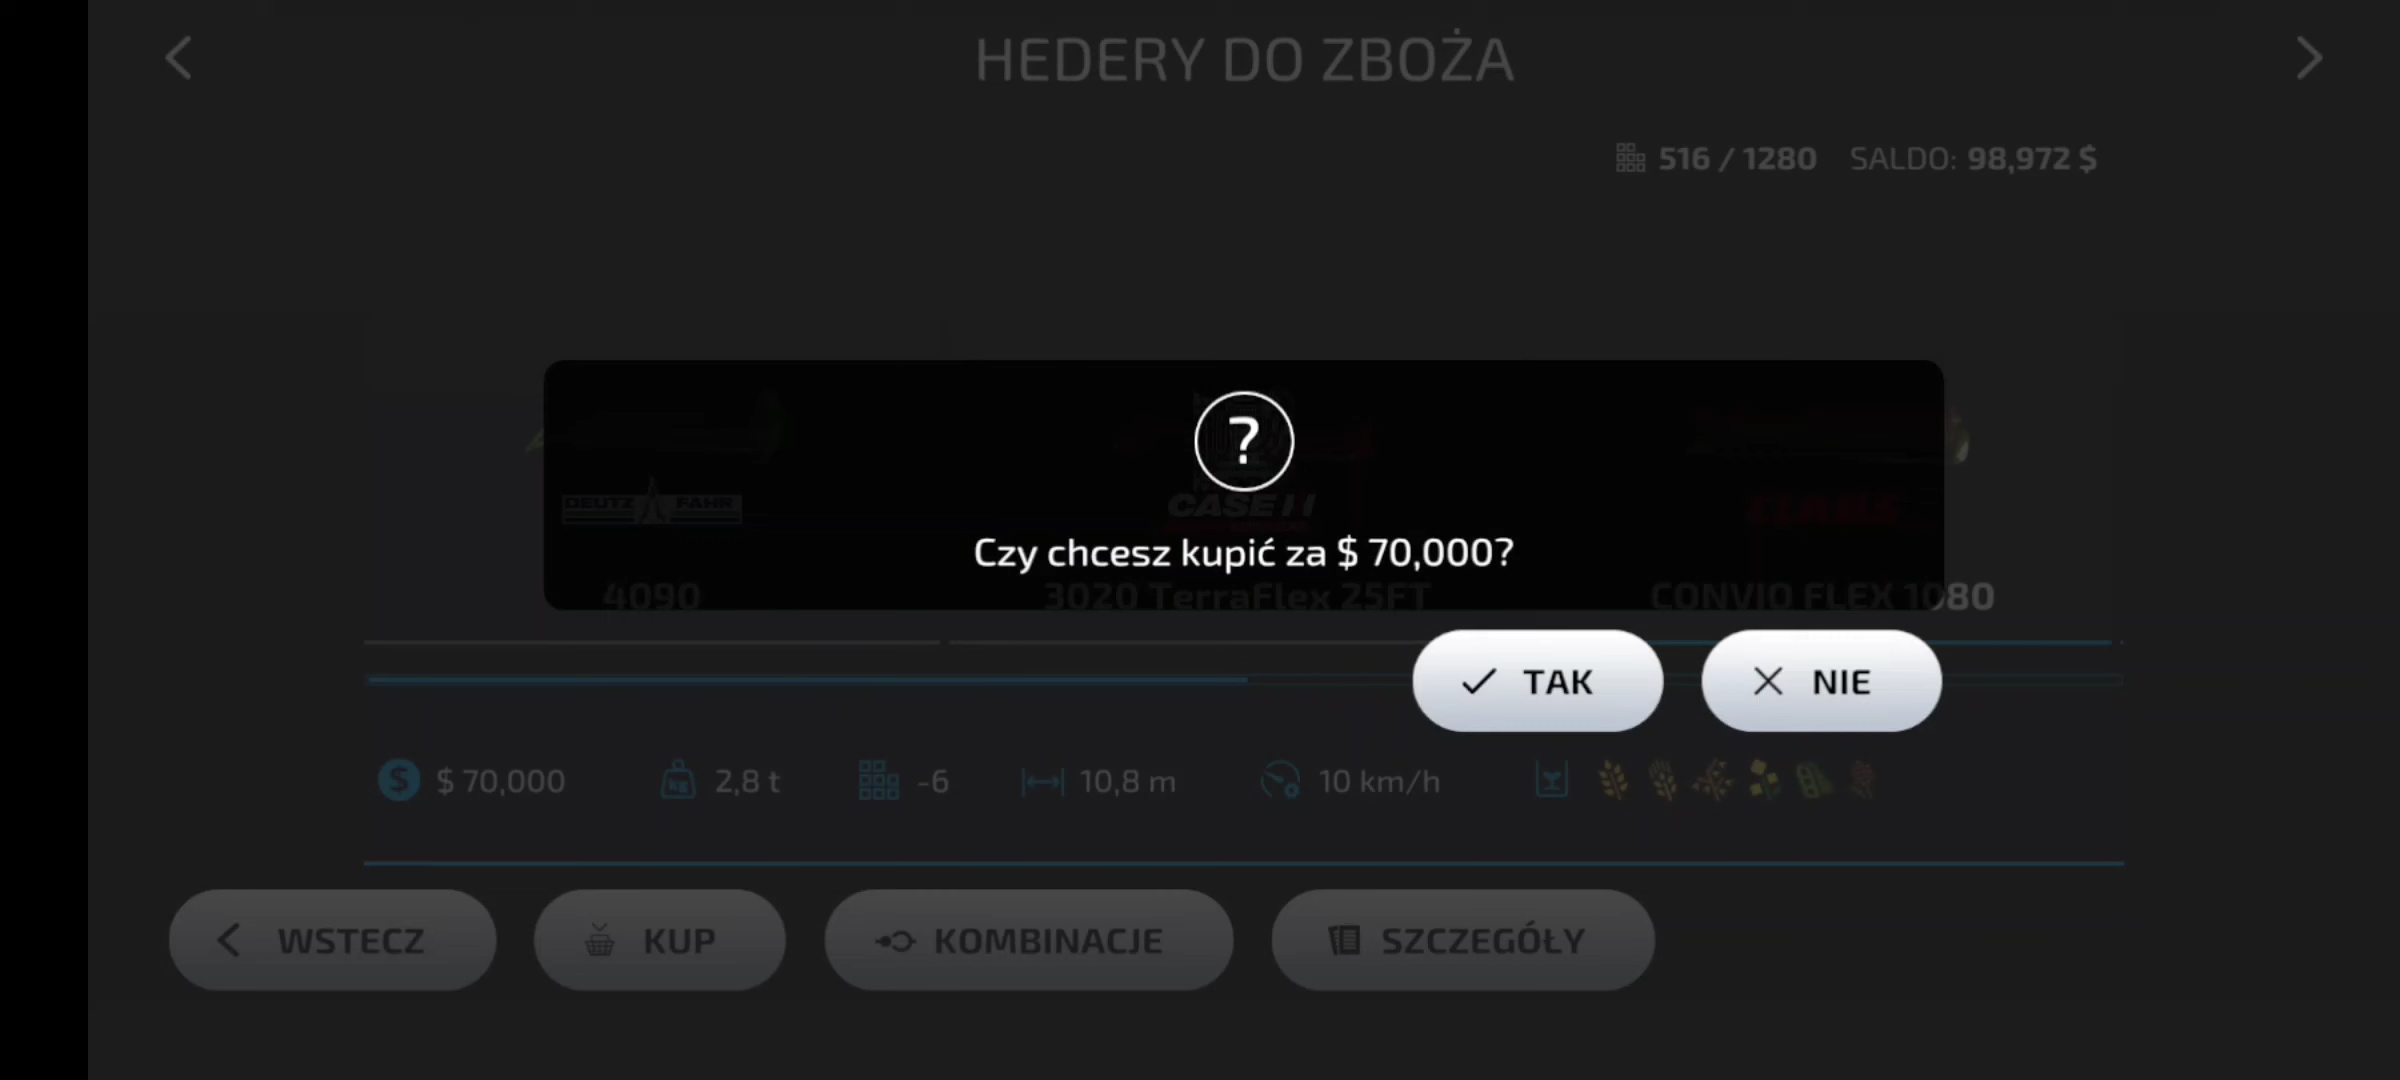 HEDERY DO ZBOŻA
516 / 1280 SALDO: 98,972 $
?
DEUTZ FAHR CASE II CLAAS
Czy chcesz kupić za $ 70,000?
4090 3020 TerraFlex 25FT CONVIO FLEX 1080
TAK NIE
$ 70,000 2,8 t -6 10,8 m 10 km/h
WSTECZ KUP KOMBINACJE SZCZEGÓŁY